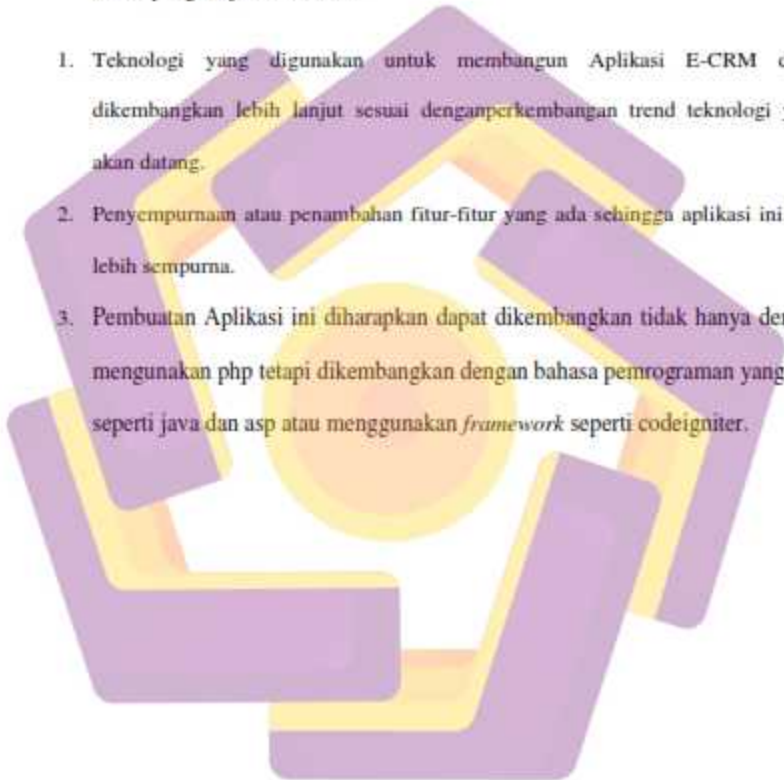 1. Teknologi yang digunakan untuk membangun Aplikasi E-CRM
dikembangkan lebih lanjut sesuai denganperkembangan trend teknologi
akan datang.
2. Penyempurnaan atau penambahan fitur-fitur yang ada sehingga aplikasi ini
lebih sempurna.
3. Pembuatan Aplikasi ini diharapkan dapat dikembangkan tidak hanya
mengunakan php tetapi dikembangkan dengan bahasa pemrograman yang
seperti java dan asp atau menggunakan framework seperti codeigniter.